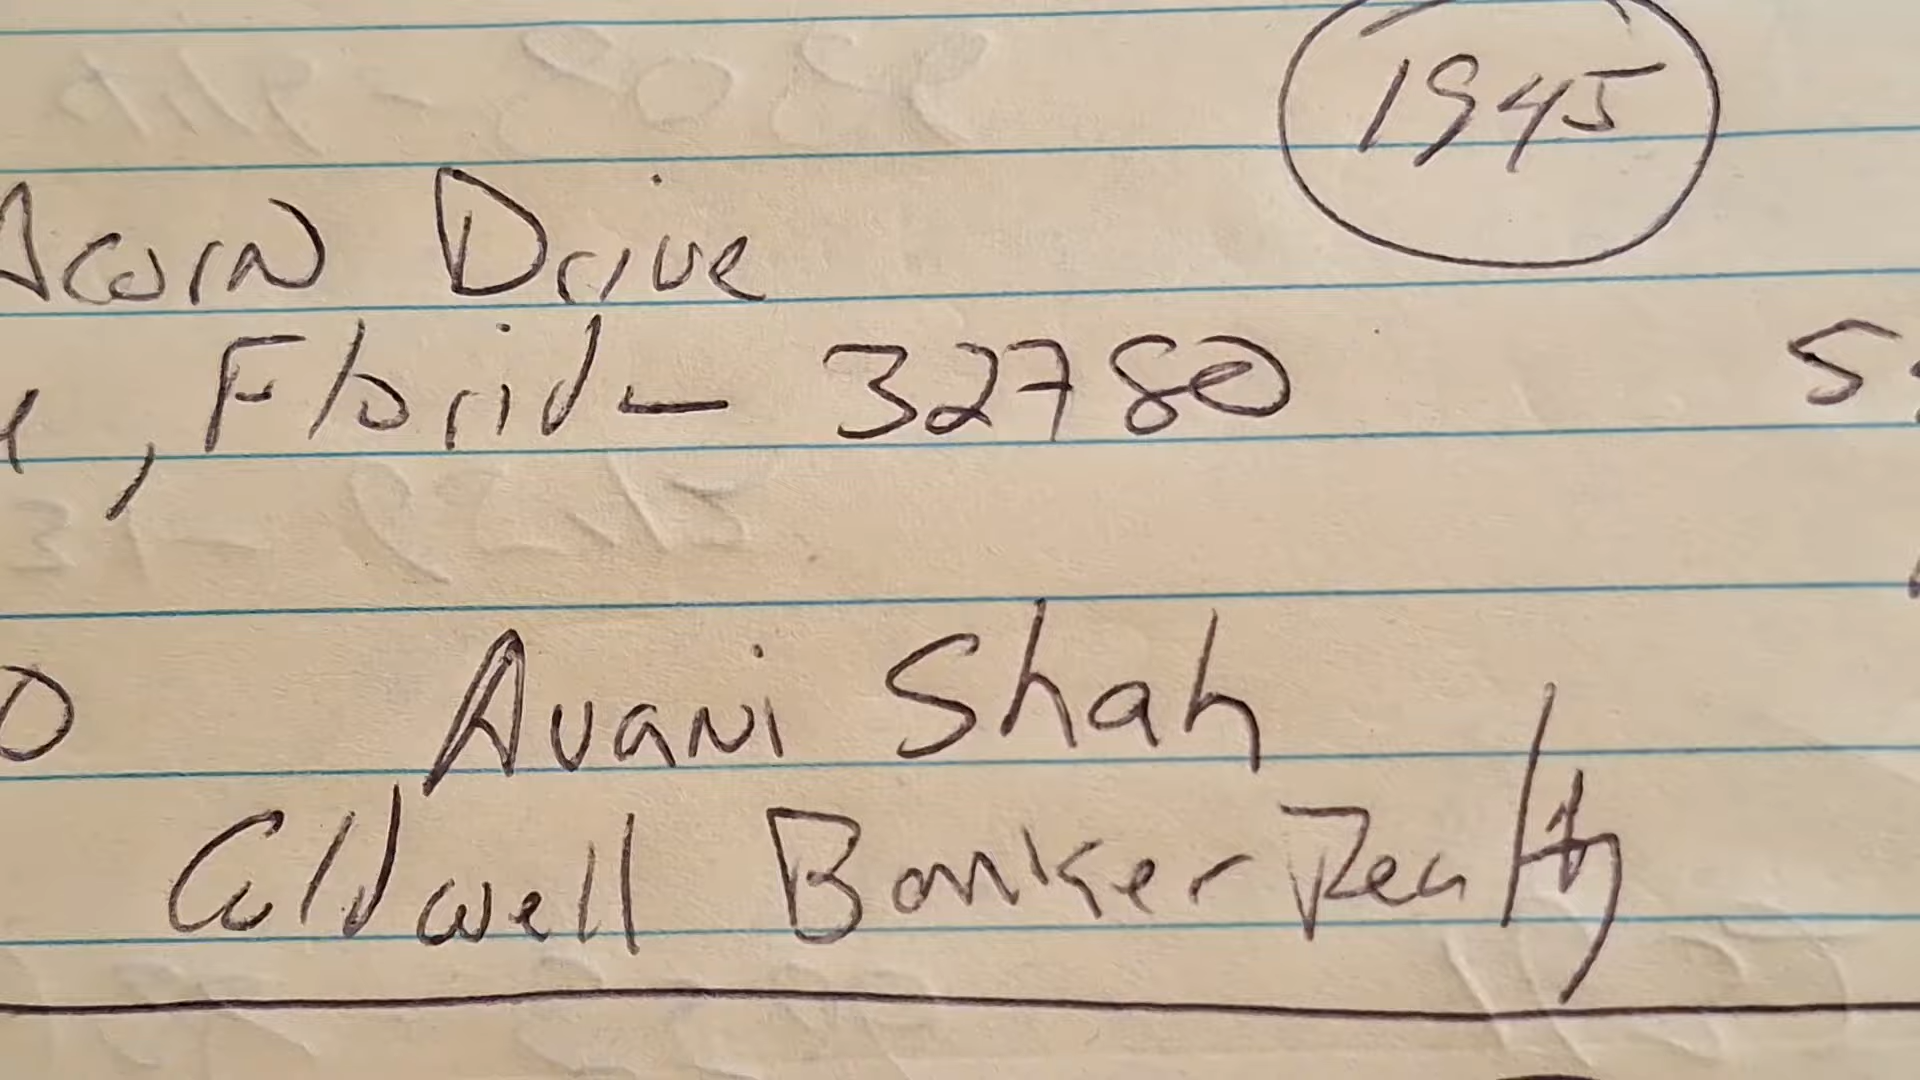 1945
Acorn Drive
, Florida 32780
Avani Shah
Coldwell Banker Realty